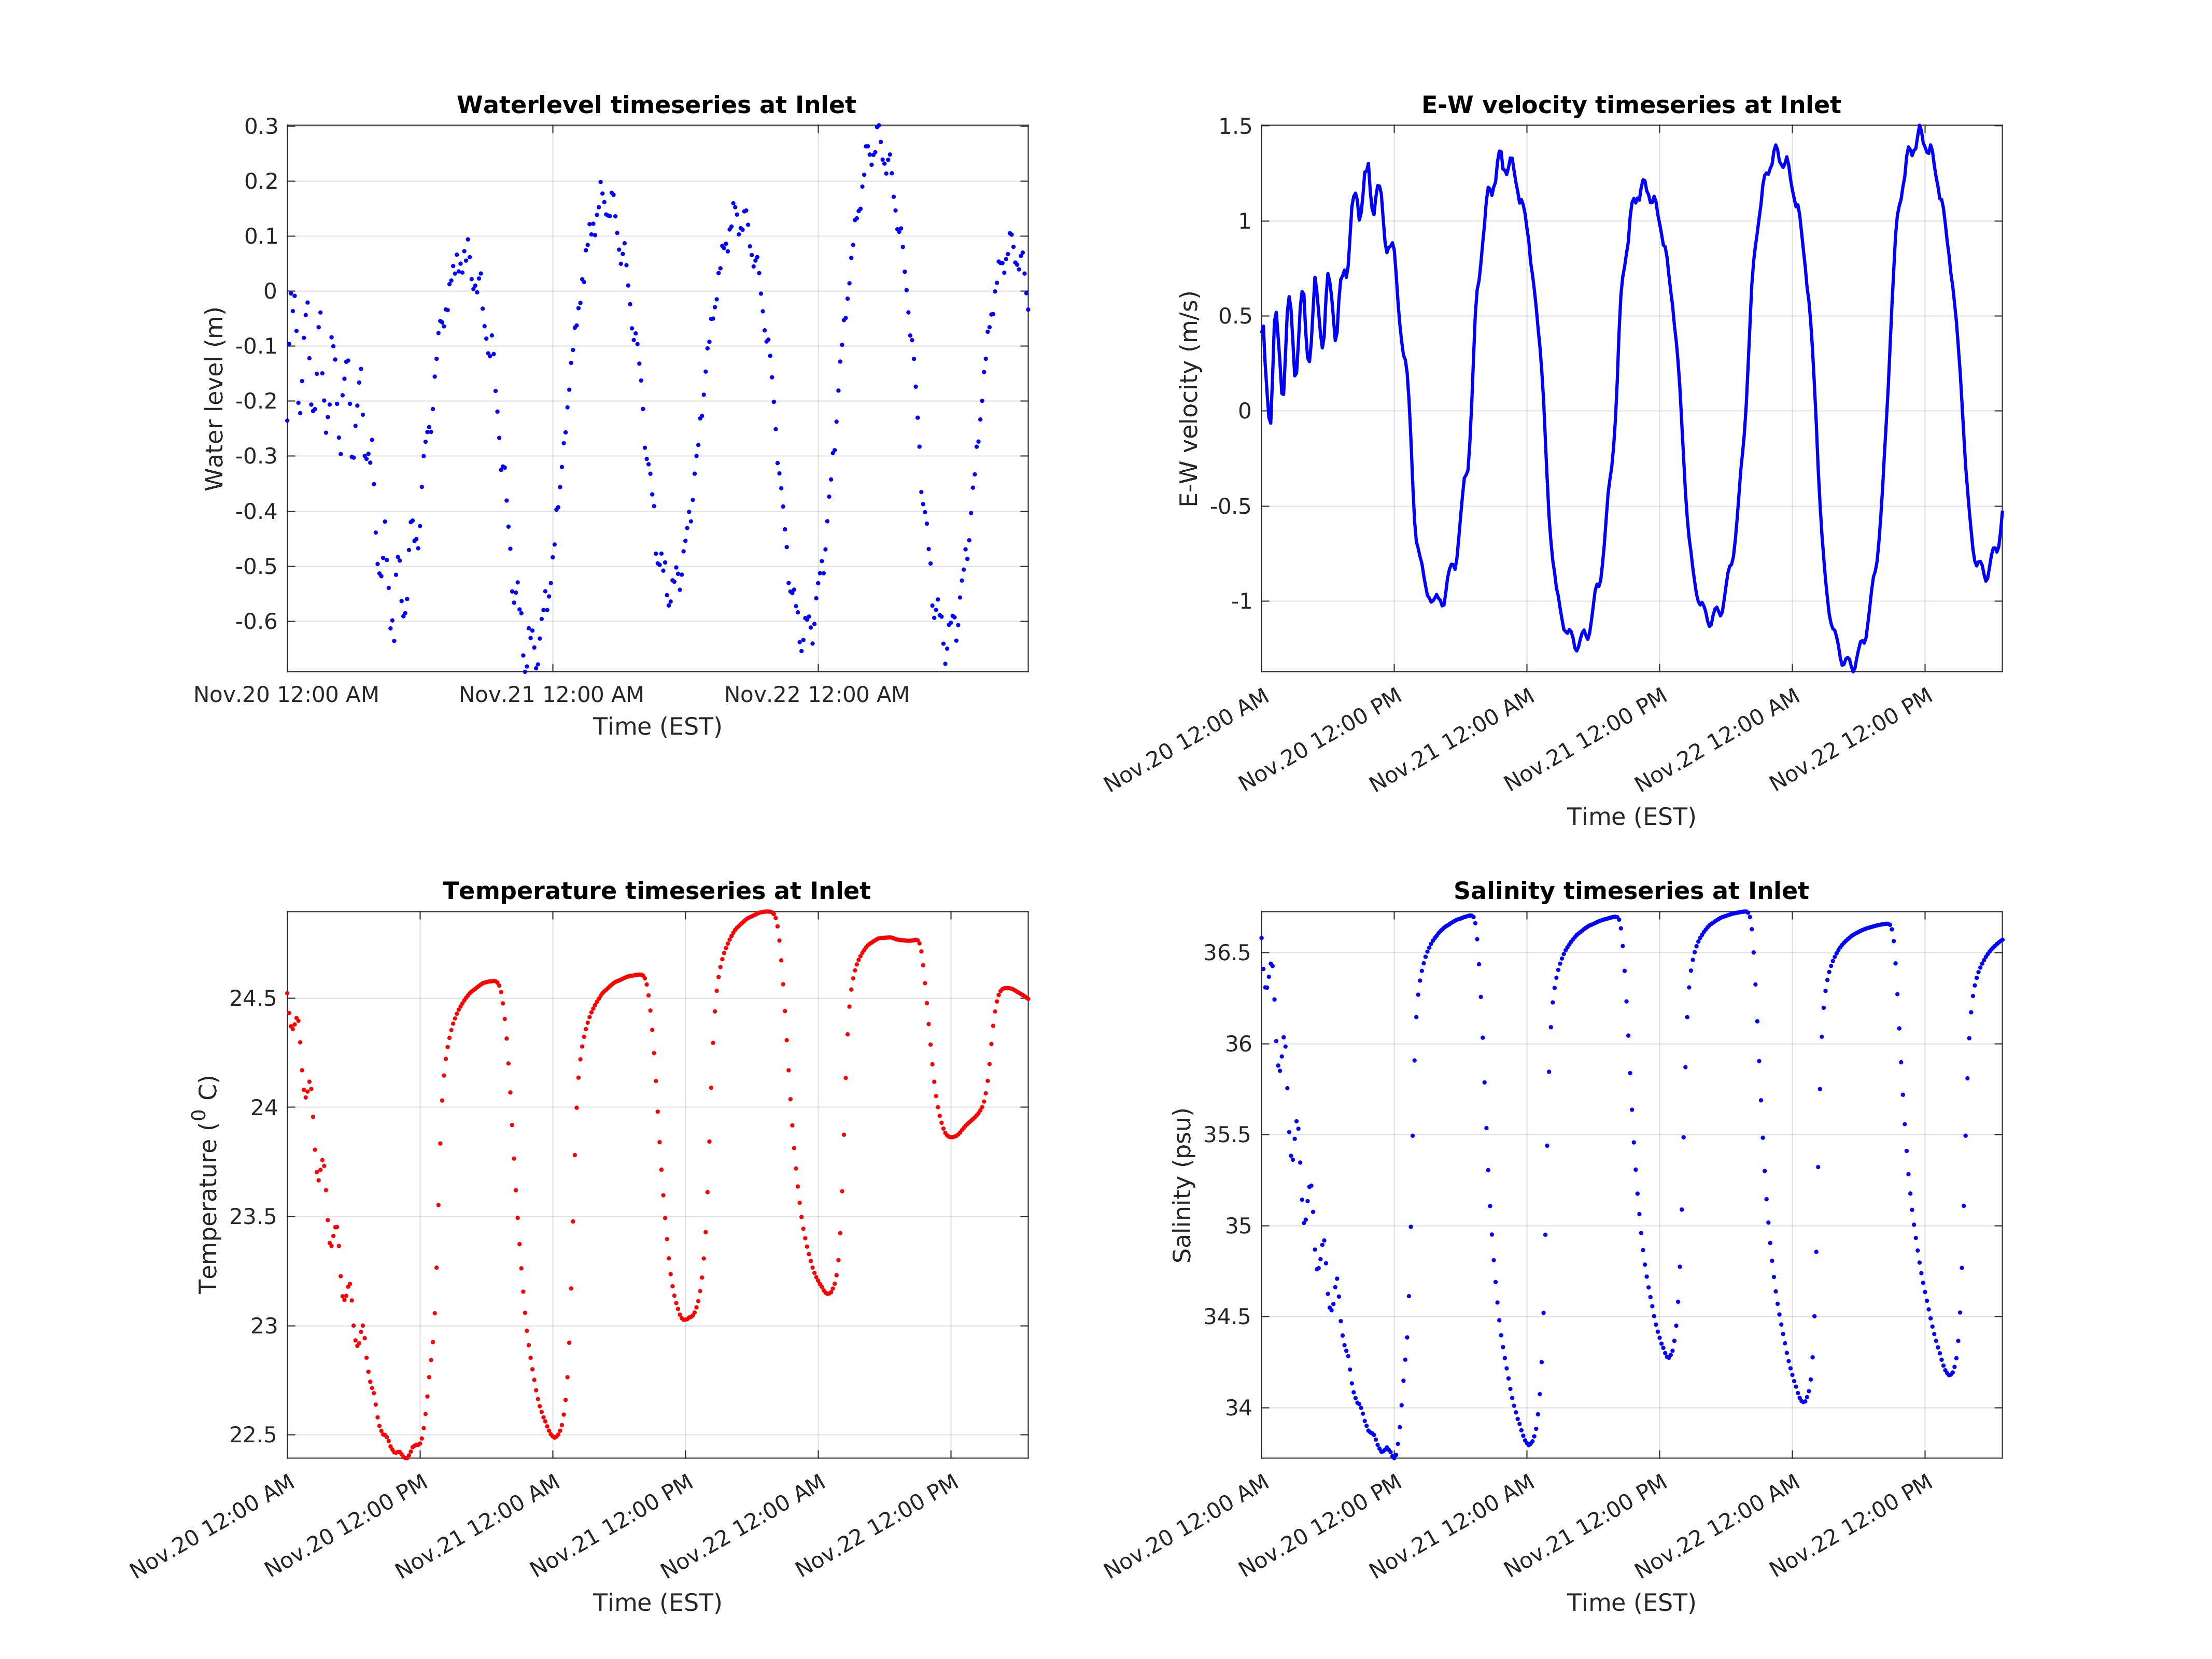 Waterlevel timeseries at Inlet
0.3
0.2
0.1
0
-0.1
-0.2
-0.3
-0.4
-0.5
-0.6
Water level (m)
Nov.20 12:00 AM
Nov.21 12:00 AM
Nov.22 12:00 AM
Time (EST)
E-W velocity timeseries at Inlet
1.5
1
0.5
0
-0.5
-1
E-W velocity (m/s)
Nov.20 12:00 AM
Nov.20 12:00 PM
Nov.21 12:00 AM
Nov.21 12:00 PM
Nov.22 12:00 AM
Nov.22 12:00 PM
Time (EST)
Temperature timeseries at Inlet
24.5
24
23.5
23
22.5
Temperature (⁰ C)
Nov.20 12:00 AM
Nov.20 12:00 PM
Nov.21 12:00 AM
Nov.21 12:00 PM
Nov.22 12:00 AM
Nov.22 12:00 PM
Time (EST)
Salinity timeseries at Inlet
36.5
36
35.5
35
34.5
34
Salinity (psu)
Nov.20 12:00 AM
Nov.20 12:00 PM
Nov.21 12:00 AM
Nov.21 12:00 PM
Nov.22 12:00 AM
Nov.22 12:00 PM
Time (EST)